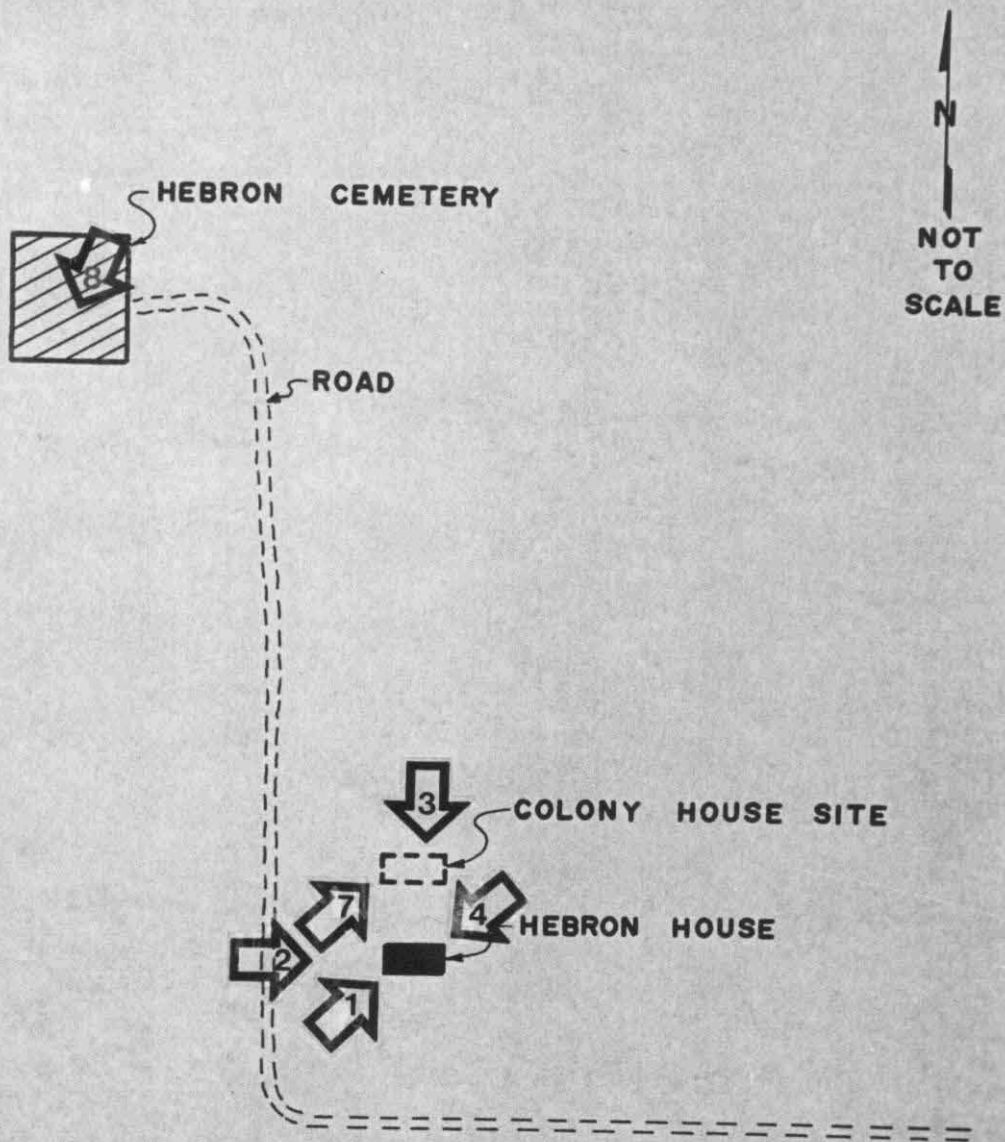 N
NOT
TO
SCALE
HEBRON CEMETERY
8
ROAD
3
COLONY HOUSE SITE
7
4
HEBRON HOUSE
2
1